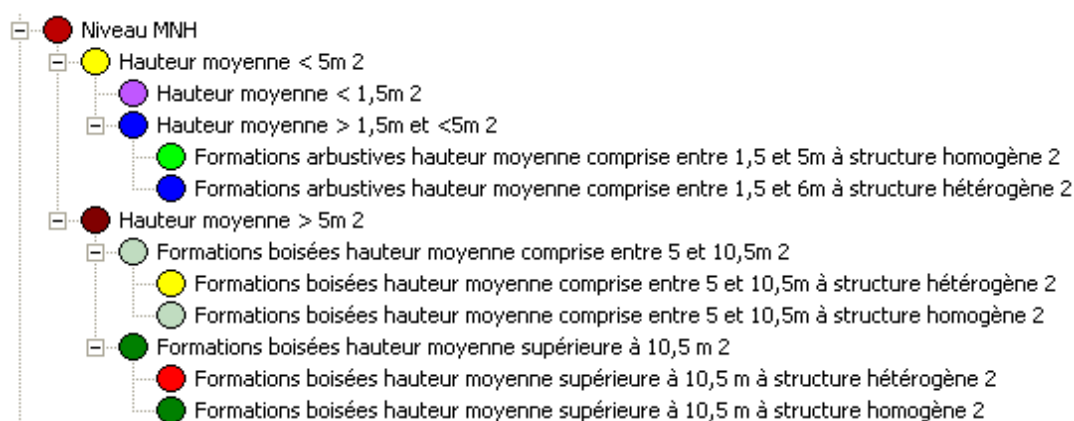 Niveau MNH
Hauteur moyenne < 5m 2
Hauteur moyenne < 1,5m 2
Hauteur moyenne > 1,5m et <5m 2
Formations arbustives hauteur moyenne comprise entre 1,5 et 5m à structure homogène 2
Formations arbustives hauteur moyenne comprise entre 1,5 et 6m à structure hétérogène 2
Hauteur moyenne > 5m 2
Formations boisées hauteur moyenne comprise entre 5 et 10,5m 2
Formations boisées hauteur moyenne comprise entre 5 et 10,5m à structure hétérogène 2
Formations boisées hauteur moyenne comprise entre 5 et 10,5m à structure homogène 2
Formations boisées hauteur moyenne supérieure à 10,5 m 2
Formations boisées hauteur moyenne supérieure à 10,5 m à structure hétérogène 2
Formations boisées hauteur moyenne supérieure à 10,5 m à structure homogène 2